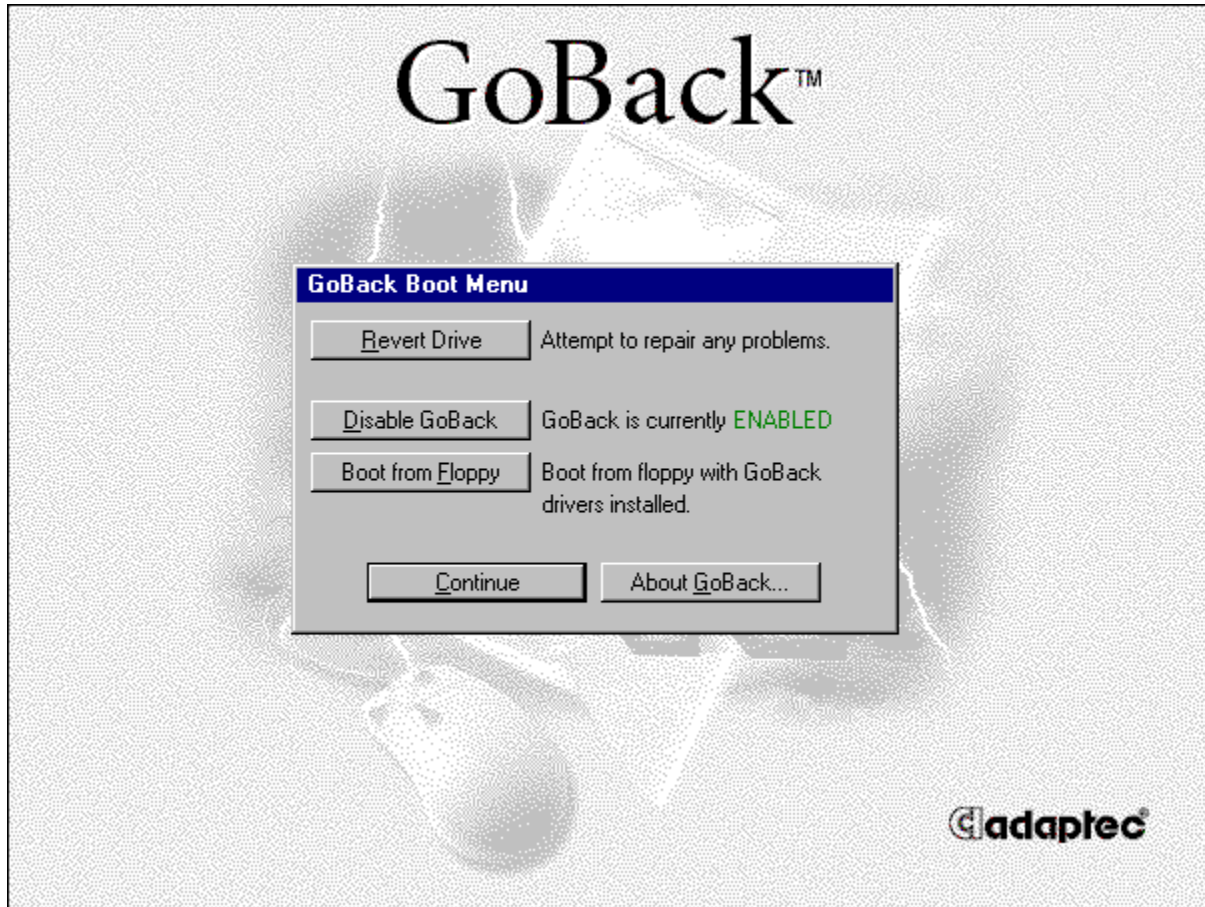 GoBack™
GoBack Boot Menu
Revert Drive Attempt to repair any problems.
Disable GoBack GoBack is currently ENABLED
Boot from Floppy Boot from floppy with GoBack
drivers installed.
Continue About GoBack...
adaptec®